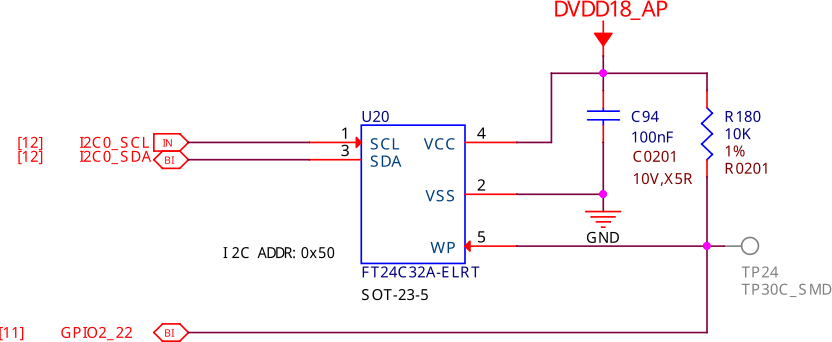 DVDD18_AP
U20
[12] I2C0_SCL IN 1 SCL VCC 4
[12] I2C0_SDA BI 3 SDA
C94
100nF
C0201
10V,X5R
R180
10K
1%
R0201
VSS 2
GND
WP 5
I2C ADDR: 0x50
FT24C32A-ELRT
SOT-23-5
TP24
TP30C_SMD
[11] GPIO2_22 BI